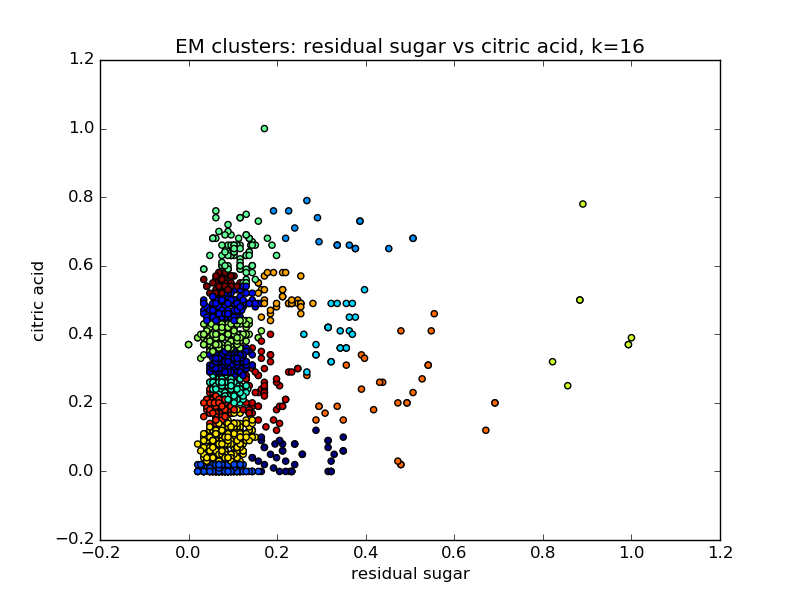 EM clusters: residual sugar vs citric acid, k=16
1.2
1.0
0.8
0.6
0.4
0.2
0.0
−0.2
citric acid
−0.2 0.0 0.2 0.4 0.6 0.8 1.0 1.2
residual sugar